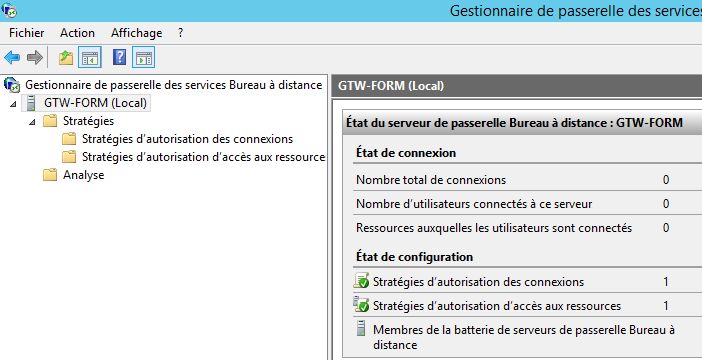 Gestionnaire de passerelle des services
Fichier Action Affichage ?
Gestionnaire de passerelle des services Bureau à distance
GTW-FORM (Local)
Stratégies
Stratégies d'autorisation des connexions
Stratégies d'autorisation d'accès aux ressource
Analyse
GTW-FORM (Local)
État du serveur de passerelle Bureau à distance : GTW-FORM
État de connexion
Nombre total de connexions 0
Nombre d'utilisateurs connectés à ce serveur 0
Ressources auxquelles les utilisateurs sont connectés 0
État de configuration
Stratégies d'autorisation des connexions 1
Stratégies d'autorisation d'accès aux ressources 1
Membres de la batterie de serveurs de passerelle Bureau à
distance